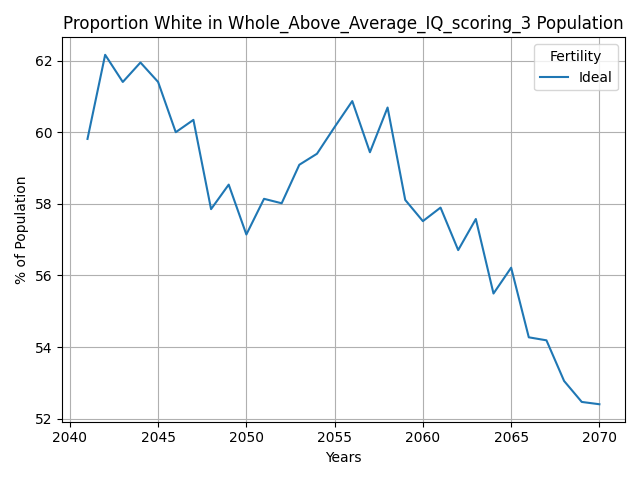 Proportion White in Whole_Above_Average_IQ_scoring_3 Population
Fertility
Ideal
% of Population
62
60
58
56
54
52
2040 2045 2050 2055 2060 2065 2070
Years